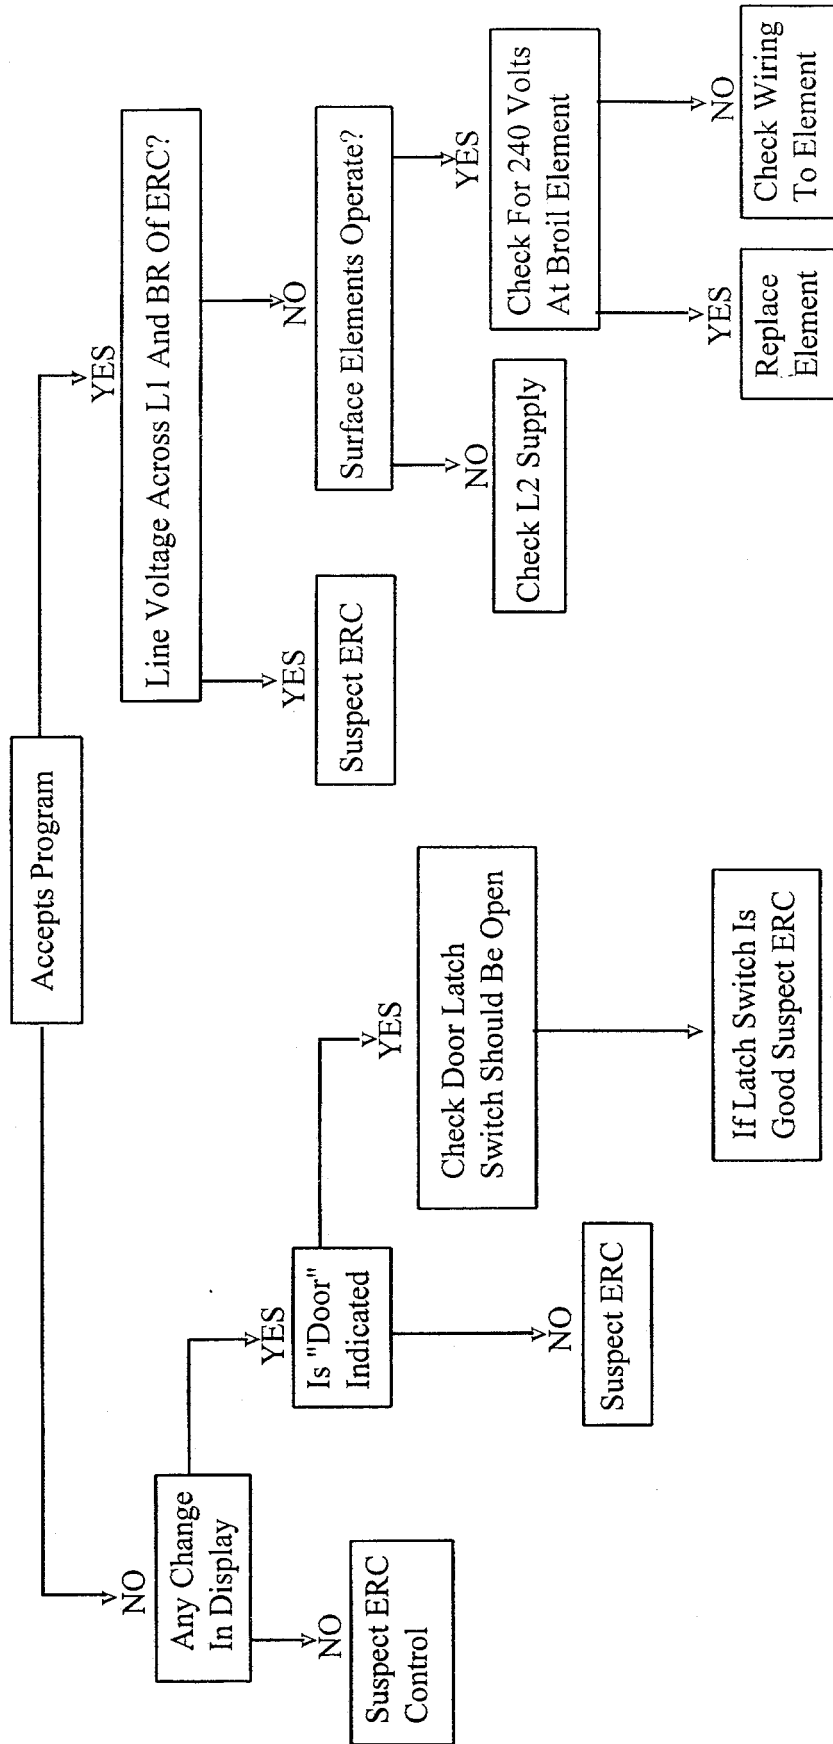 Accepts Program
NO
YES
Any Change
In Display
Line Voltage Across L1 And BR Of ERC?
NO
YES
YES
NO
Suspect ERC
Control
Is "Door"
Indicated
Suspect ERC
Surface Elements Operate?
NO
YES
NO
YES
Suspect ERC
Check Door Latch
Switch Should Be Open
Check L2 Supply
Check For 240 Volts
At Broil Element
YES
NO
If Latch Switch Is
Good Suspect ERC
Replace
Element
Check Wiring
To Element